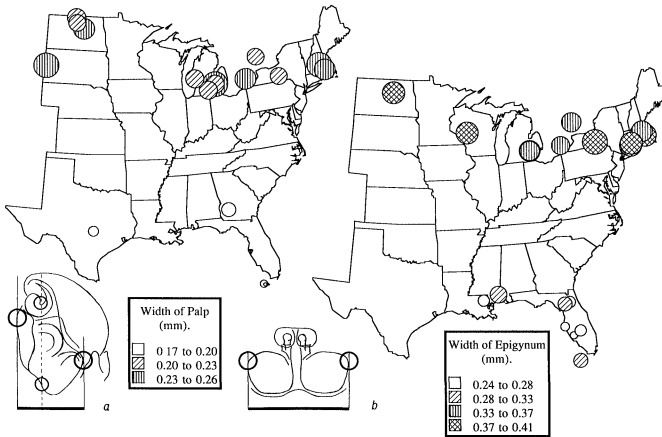 Width of Palp
(mm).
0 17 to 0.20
0.20 to 0.23
0.23 to 0.26
a
b
Width of Epigynum
(mm).
0.24 to 0.28
0.28 to 0.33
0.33 to 0.37
0.37 to 0.41